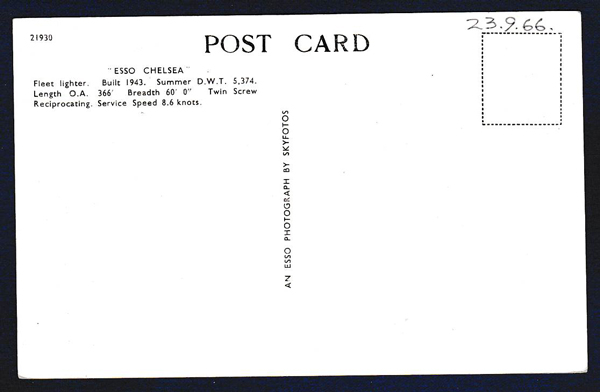 23.9.66.
21930
POST CARD
"ESSO CHELSEA"
Fleet lighter. Built 1943. Summer D.W.T. 5,374.
Length O.A. 366' Breadth 60' 0" Twin Screw
Reciprocating. Service Speed 8.6 knots.
AN ESSO PHOTOGRAPH BY SKYFOTOS